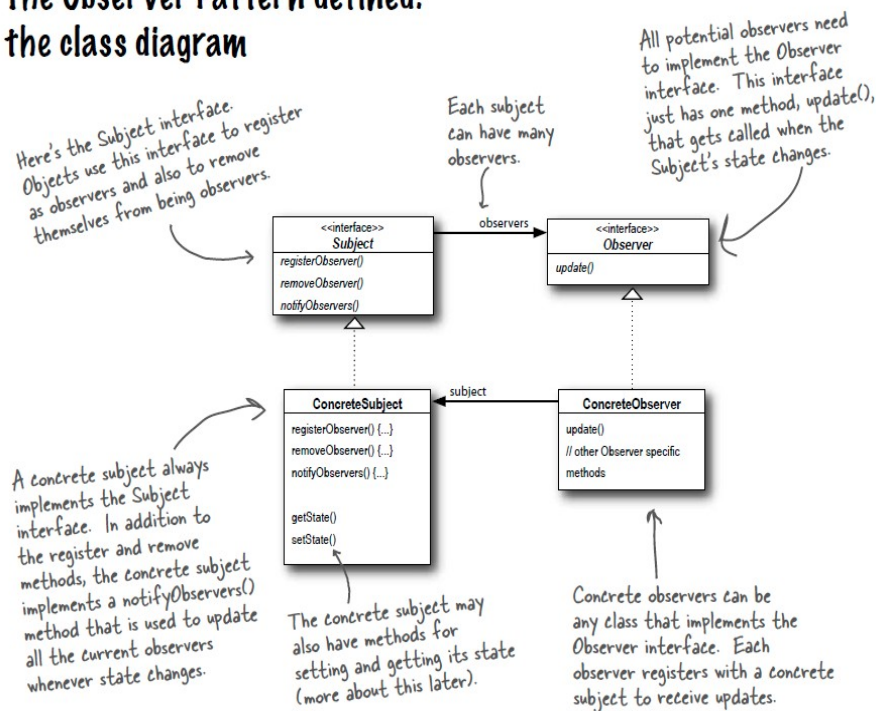 The Observer Pattern defined:
the class diagram
All potential observers need
to implement the Observer
interface. This interface
just has one method, update(),
that gets called when the
Subject's state changes.
Each subject
can have many
observers.
Here's the Subject interface.
Objects use this interface to register
as observers and also to remove
themselves from being observers.
<<interface>>
Subject
registerObserver()
removeObserver()
notifyObservers()
observers
<<interface>>
Observer
update()
ConcreteSubject
registerObserver() {...}
removeObserver() {...}
notifyObservers() {...}
getState()
setState()
subject
ConcreteObserver
update()
// other Observer specific
methods
A concrete subject always
implements the Subject
interface. In addition to
the register and remove
methods, the concrete subject
implements a notifyObservers()
method that is used to update
all the current observers
whenever state changes.
The concrete subject may
also have methods for
setting and getting its state
(more about this later).
Concrete observers can be
any class that implements the
Observer interface. Each
observer registers with a concrete
subject to receive updates.